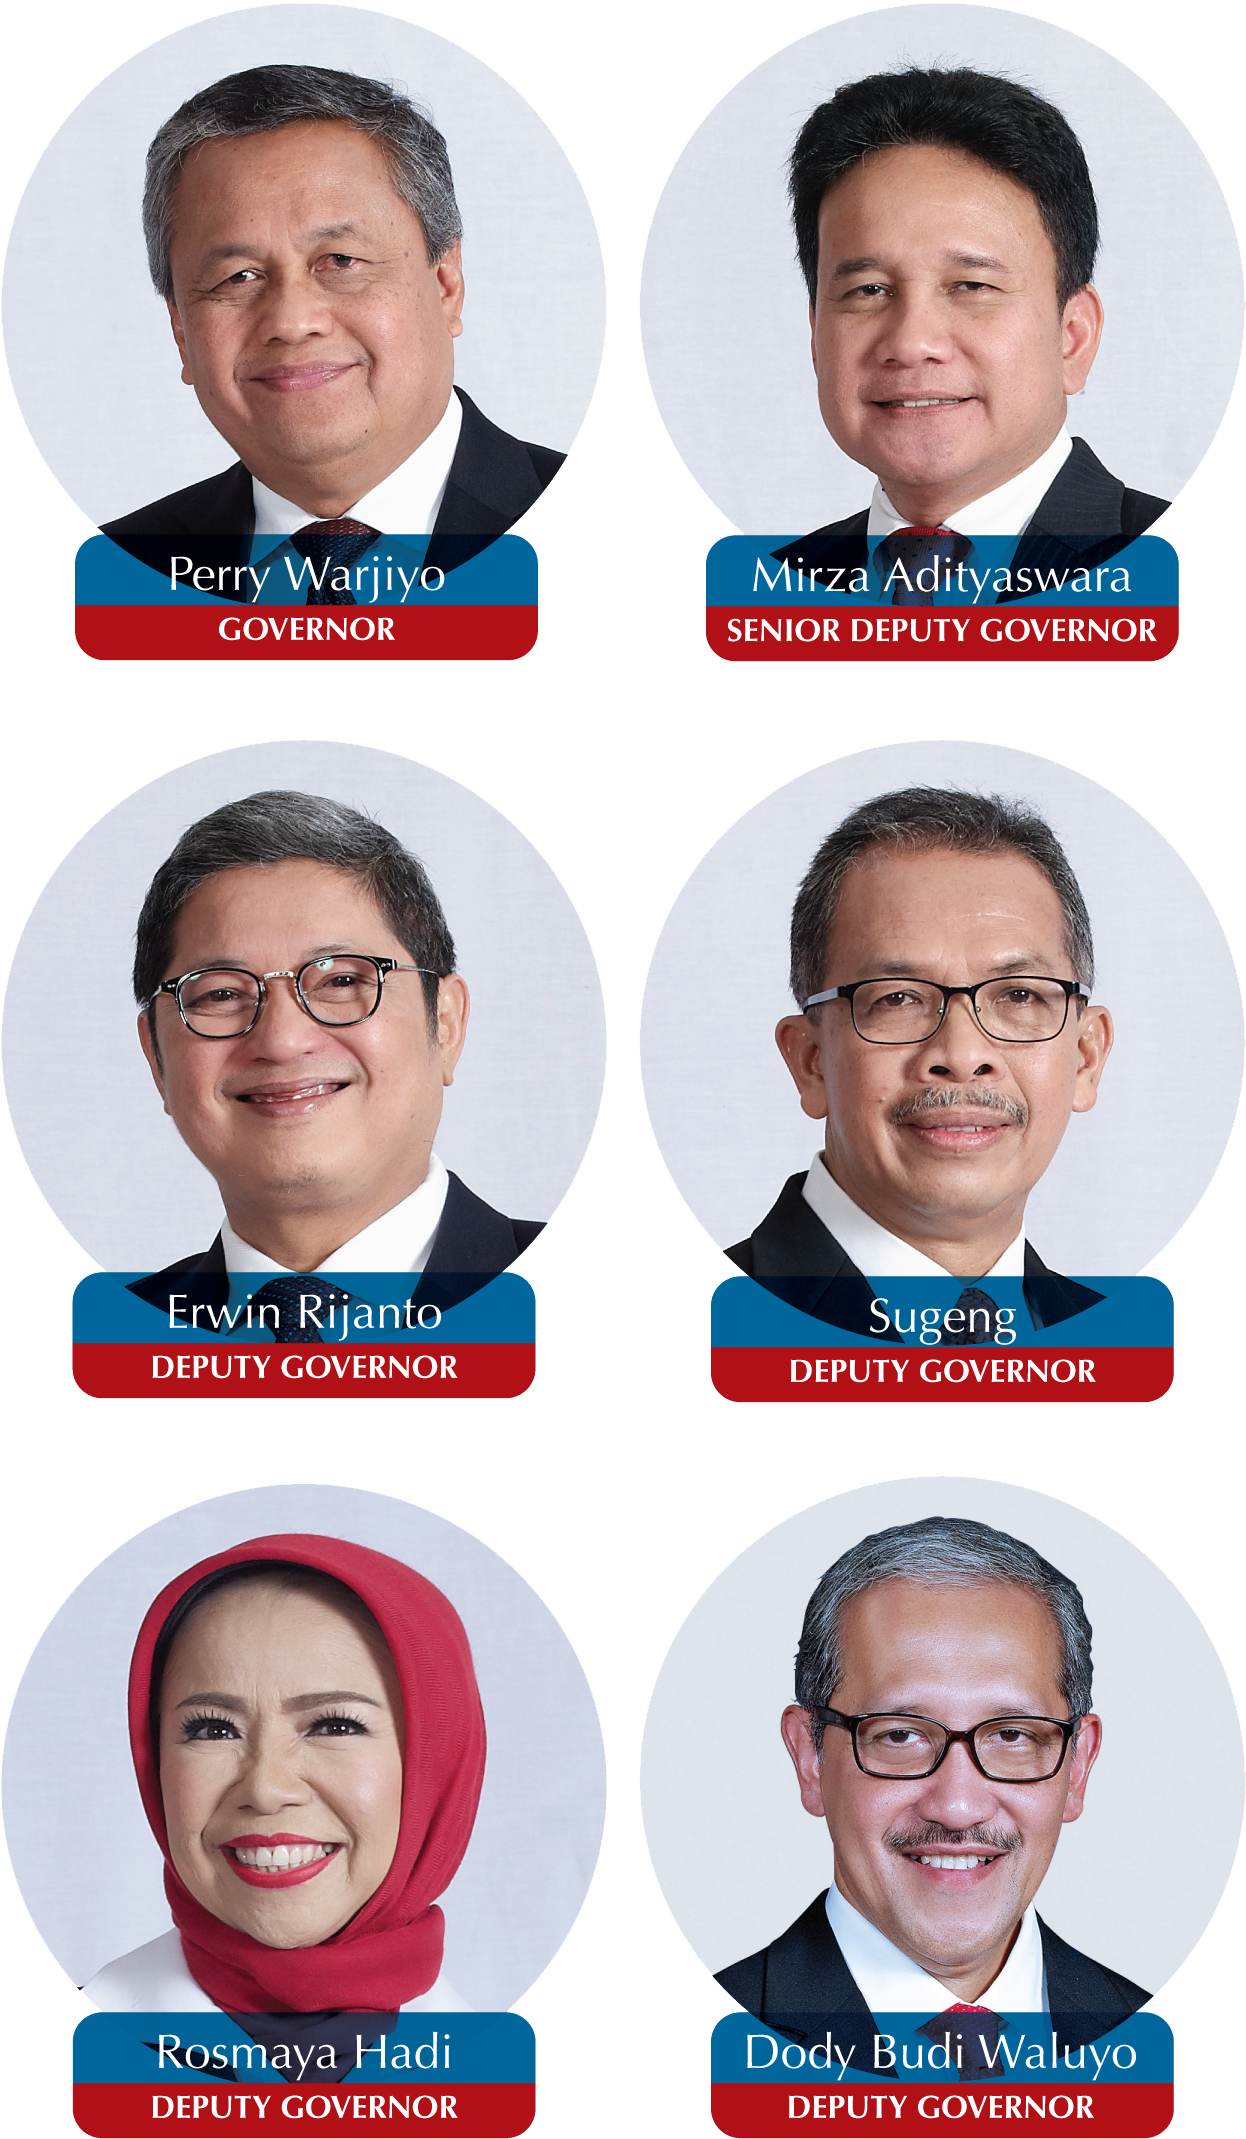 Perry Warjiyo
GOVERNOR
Mirza Adityaswara
SENIOR DEPUTY GOVERNOR
Erwin Rijanto
DEPUTY GOVERNOR
Sugeng
DEPUTY GOVERNOR
Rosmaya Hadi
DEPUTY GOVERNOR
Dody Budi Waluyo
DEPUTY GOVERNOR